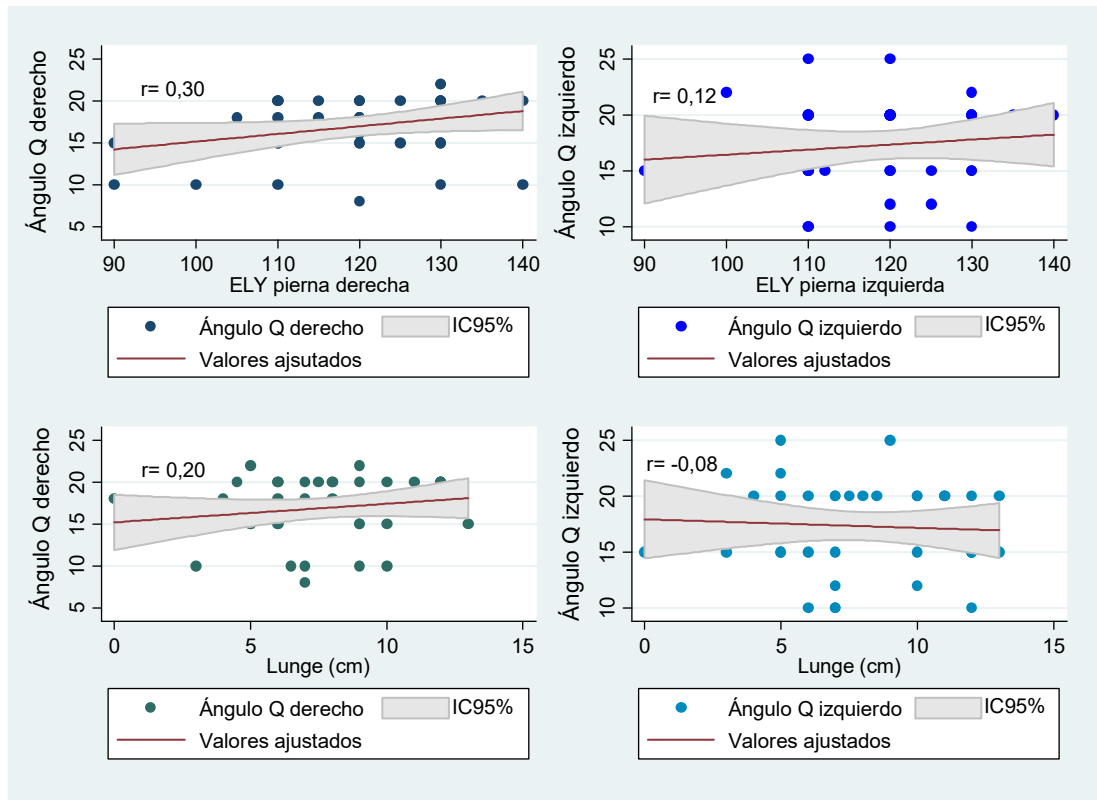 Ángulo Q derecho
25
20
15
10
5
r= 0,30
90 100 110 120 130 140
ELY pierna derecha
Ángulo Q derecho IC95%
Valores ajsutados
Ángulo Q izquierdo
25
20
15
10
r= 0,12
90 100 110 120 130 140
ELY pierna izquierda
Ángulo Q izquierdo IC95%
Valores ajustados
Ángulo Q derecho
25
20
15
10
5
r= 0,20
0 5 10 15
Lunge (cm)
Ángulo Q derecho IC95%
Valores ajustados
Ángulo Q izquierdo
25
20
15
10
r= -0,08
0 5 10 15
Lunge (cm)
Ángulo Q izquierdo IC95%
Valores ajustados